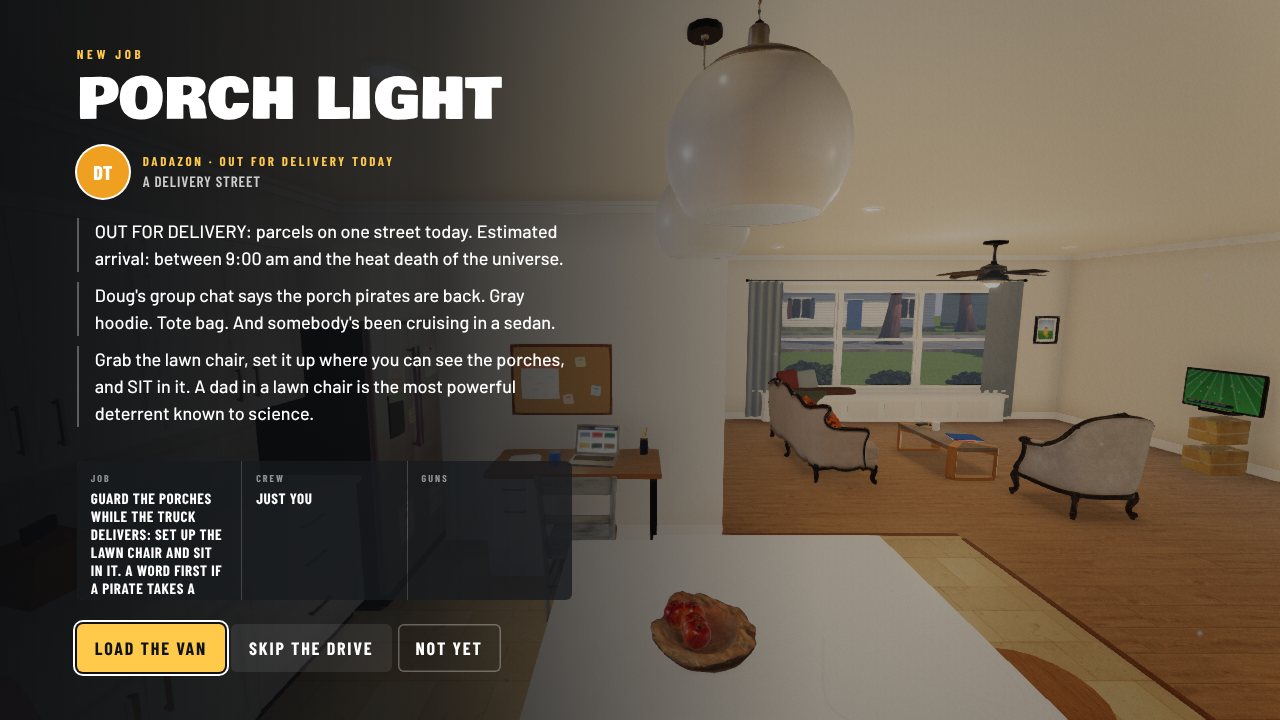 NEW JOB
PORCH LIGHT
DT
DADAZON · OUT FOR DELIVERY TODAY
A DELIVERY STREET
OUT FOR DELIVERY: parcels on one street today. Estimated
arrival: between 9:00 am and the heat death of the universe.
Doug's group chat says the porch pirates are back. Gray
hoodie. Tote bag. And somebody's been cruising in a sedan.
Grab the lawn chair, set it up where you can see the porches,
and SIT in it. A dad in a lawn chair is the most powerful
deterrent known to science.
JOB
GUARD THE PORCHES
WHILE THE TRUCK
DELIVERS: SET UP THE
LAWN CHAIR AND SIT
IN IT. A WORD FIRST IF
A PIRATE TAKES A
CREW
JUST YOU
GUNS
LOAD THE VAN
SKIP THE DRIVE
NOT YET